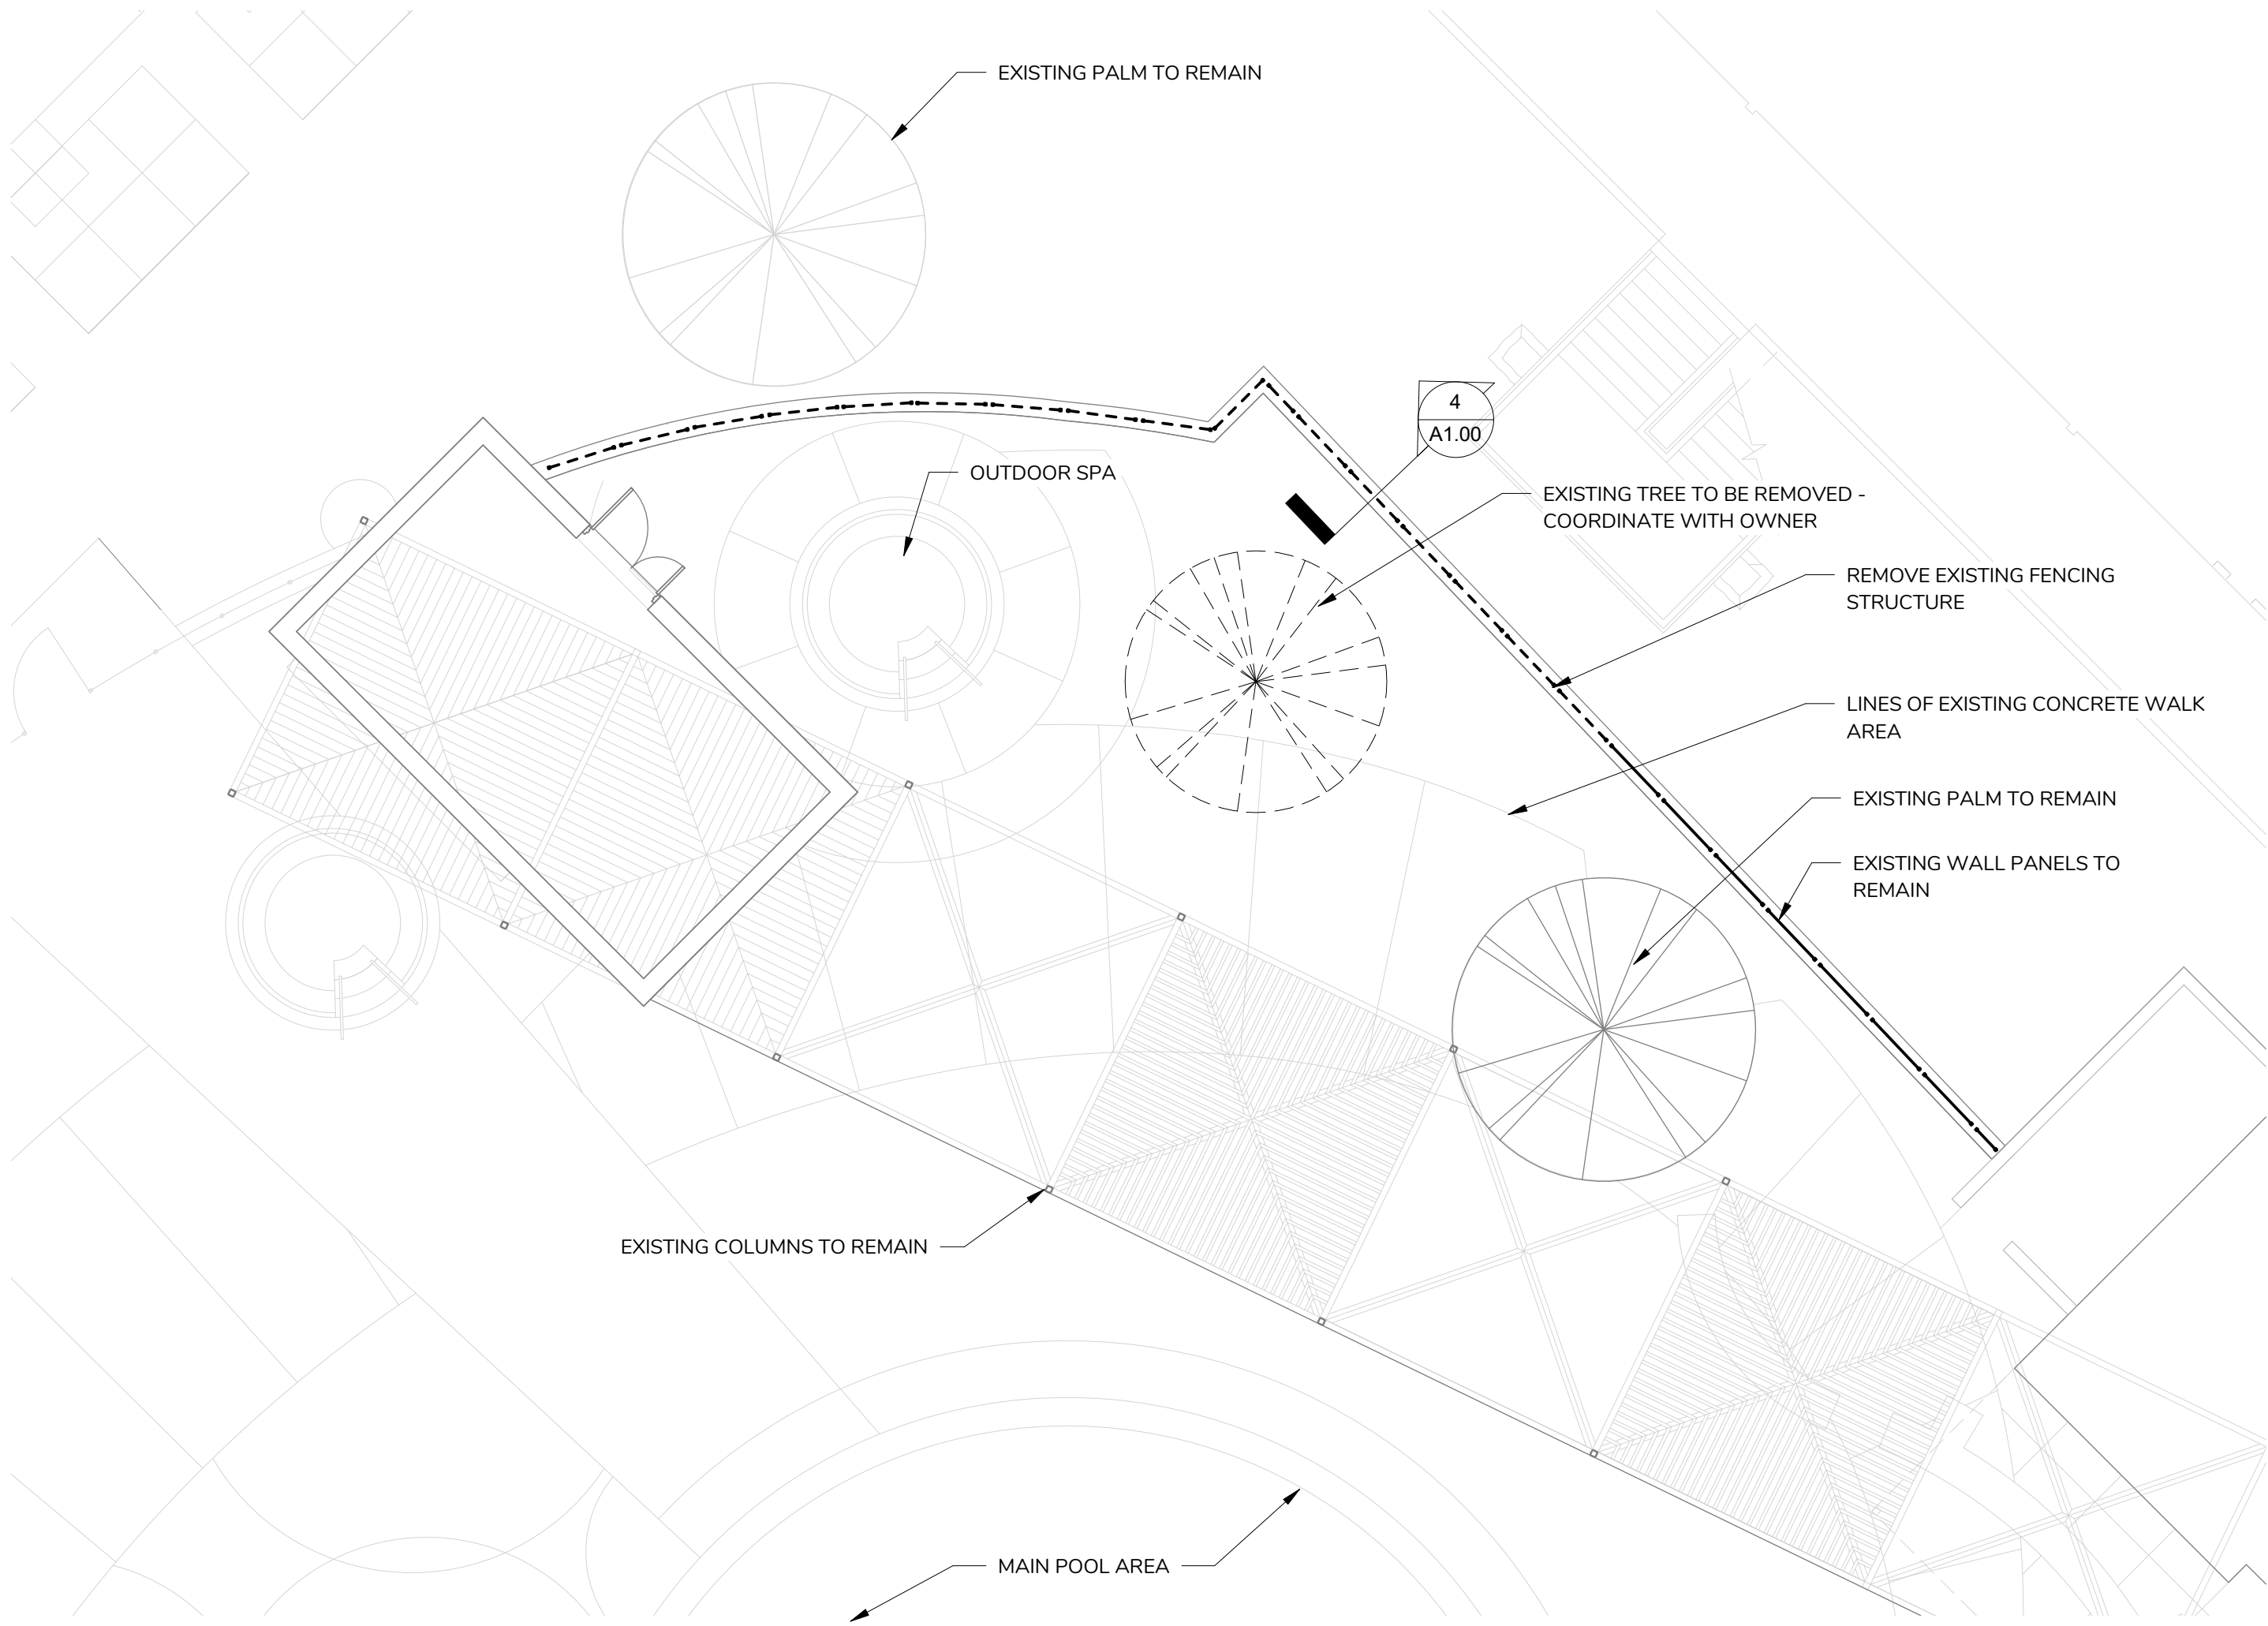 EXISTING PALM TO REMAIN
4
A1.00
OUTDOOR SPA
EXISTING TREE TO BE REMOVED -
COORDINATE WITH OWNER
REMOVE EXISTING FENCING
STRUCTURE
LINES OF EXISTING CONCRETE WALK
AREA
EXISTING PALM TO REMAIN
EXISTING WALL PANELS TO
REMAIN
EXISTING COLUMNS TO REMAIN
MAIN POOL AREA